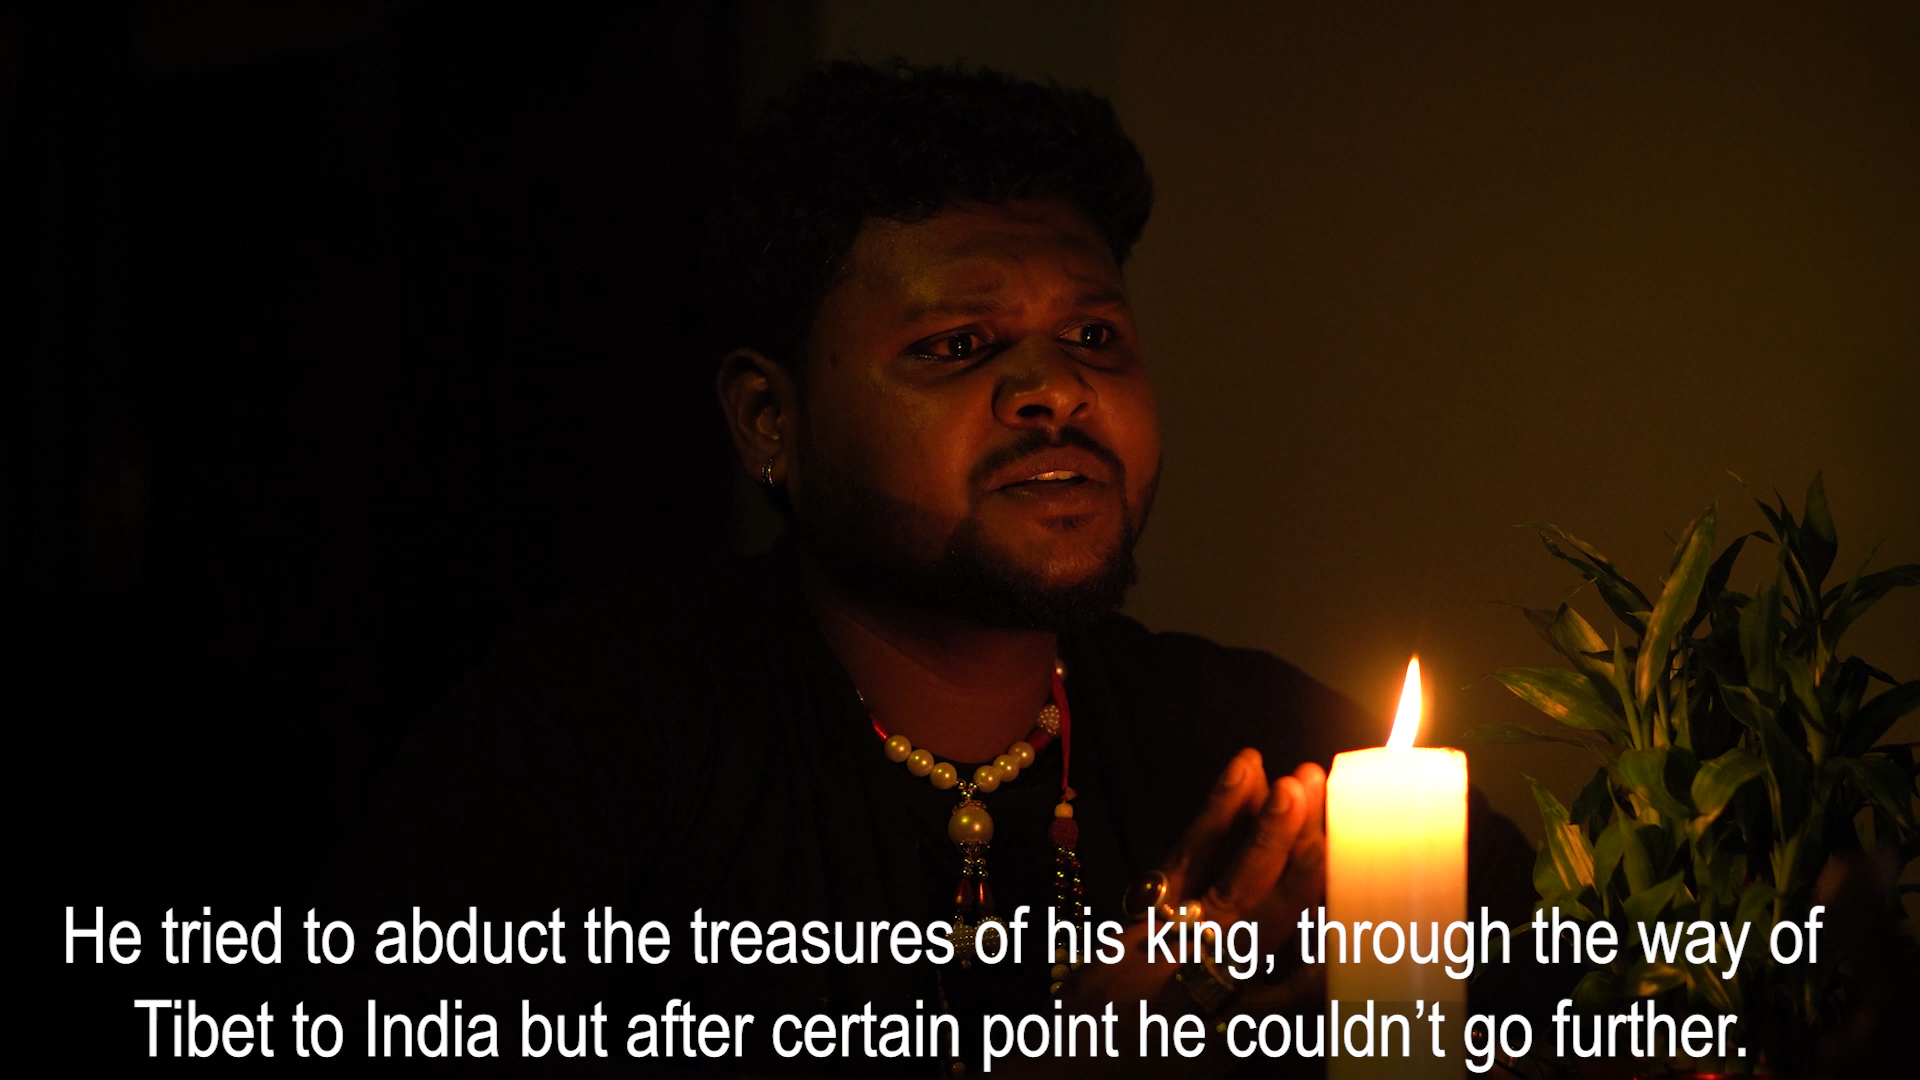 He tried to abduct the treasures of his king, through the way of
Tibet to India but after certain point he couldn’t go further.